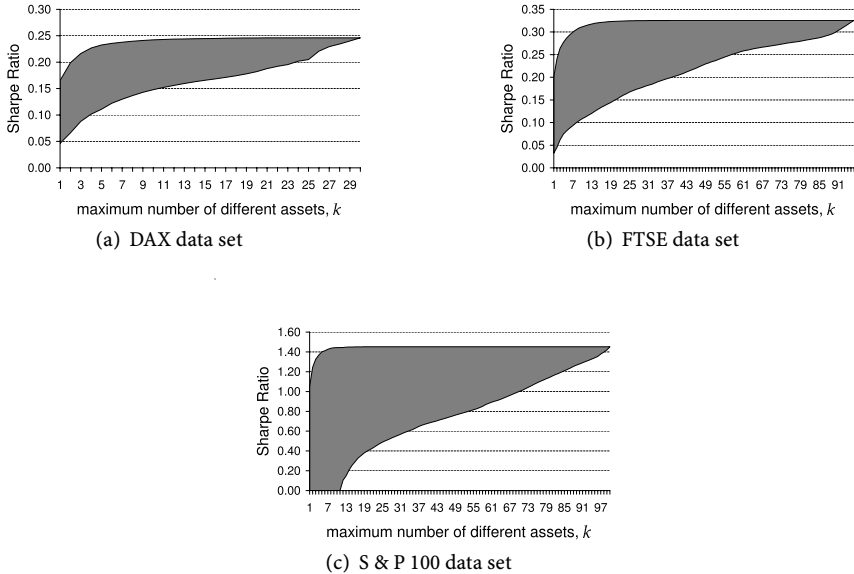 0.30
0.25
0.20
0.15
0.10
0.05
0.00
Sharpe Ratio
1 3 5 7 9 11 13 15 17 19 21 23 25 27 29
maximum number of different assets, k
(a) DAX data set
0.35
0.30
0.25
0.20
0.15
0.10
0.05
0.00
Sharpe Ratio
1 7 13 19 25 31 37 43 49 55 61 67 73 79 85 91
maximum number of different assets, k
(b) FTSE data set
1.60
1.40
1.20
1.00
0.80
0.60
0.40
0.20
0.00
Sharpe Ratio
1 7 13 19 25 31 37 43 49 55 61 67 73 79 85 91 97
maximum number of different assets, k
(c) S & P 100 data set